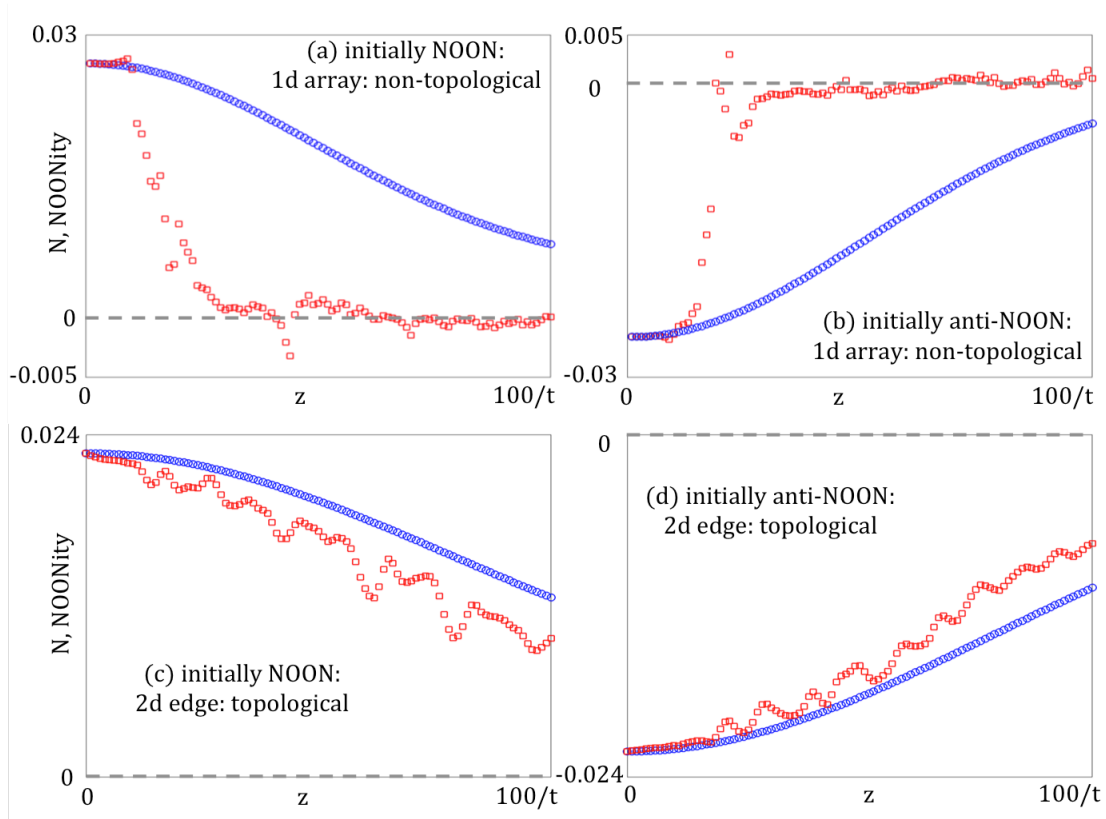 0.03
(a) initially NOON:
1d array: non-topological
N, NOONity
0
-0.005
0
z
100/t
0.005
0
(b) initially anti-NOON:
1d array: non-topological
-0.03
0
z
100/t
0.024
N, NOONity
(c) initially NOON:
2d edge: topological
0
0
z
100/t
0
(d) initially anti-NOON:
2d edge: topological
-0.024
0
z
100/t